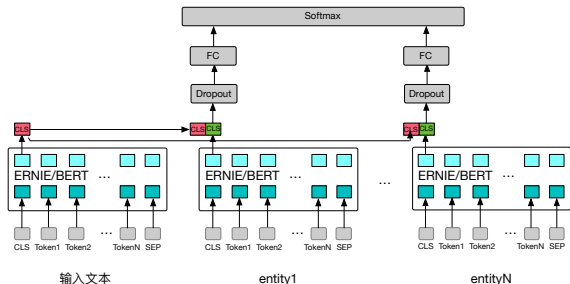 Softmax
FC FC
Dropout Dropout
CLS CLS CLS CLS CLS
ERNIE/BERT ... ERNIE/BERT ... ... ERNIE/BERT ...
CLS Token1 Token2 ... TokenN SEP CLS Token1 Token2 ... TokenN SEP CLS Token1 Token2 ... TokenN SEP
输入文本 entity1 entityN